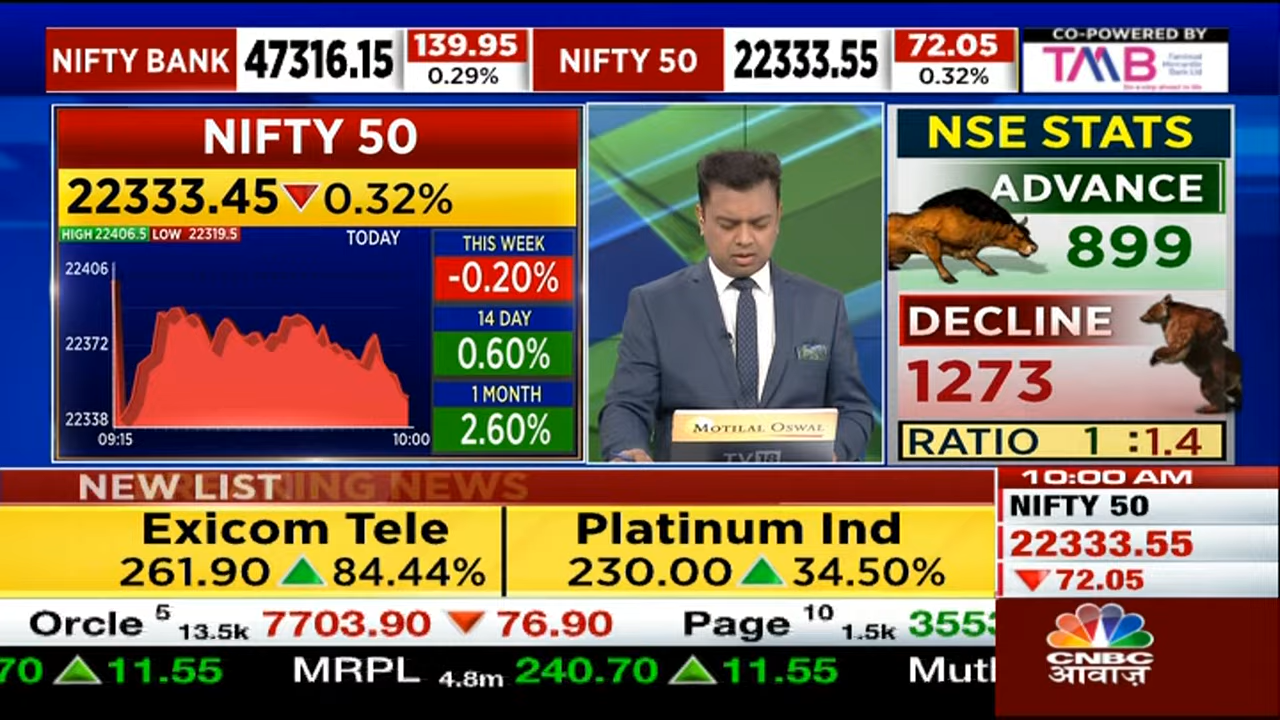 NIFTY BANK 47316.15 139.95 0.29%
NIFTY 50 22333.55 72.05 0.32%
CO-POWERED BY
TMB
NIFTY 50
22333.45 0.32%
HIGH 22406.5 LOW 22319.5
TODAY
22406
22372
22338
09:15 10:00
THIS WEEK
-0.20%
14 DAY
0.60%
1 MONTH
2.60%
MOTILAL OSWAL
TV18
NSE STATS
ADVANCE
899
DECLINE
1273
RATIO 1 :1.4
NEW LIST
Exicom Tele
261.90 84.44%
Platinum Ind
230.00 34.50%
10:00 AM
NIFTY 50
22333.55
72.05
Orcle 5 13.5k 7703.90 76.90 Page 10 1.5k 3553
70 11.55 MRPL 4.8m 240.70 11.55 Mutl
CNBC
आवाज़